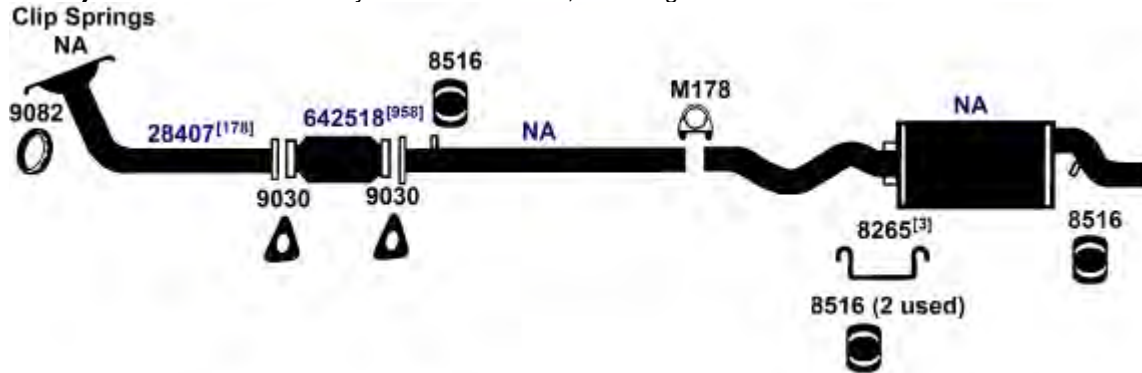 Clip Springs
NA
9082
28407[178]
642518[958]
8516
9030
9030
NA
M178
NA
8265[3]
8516 (2 used)
8516